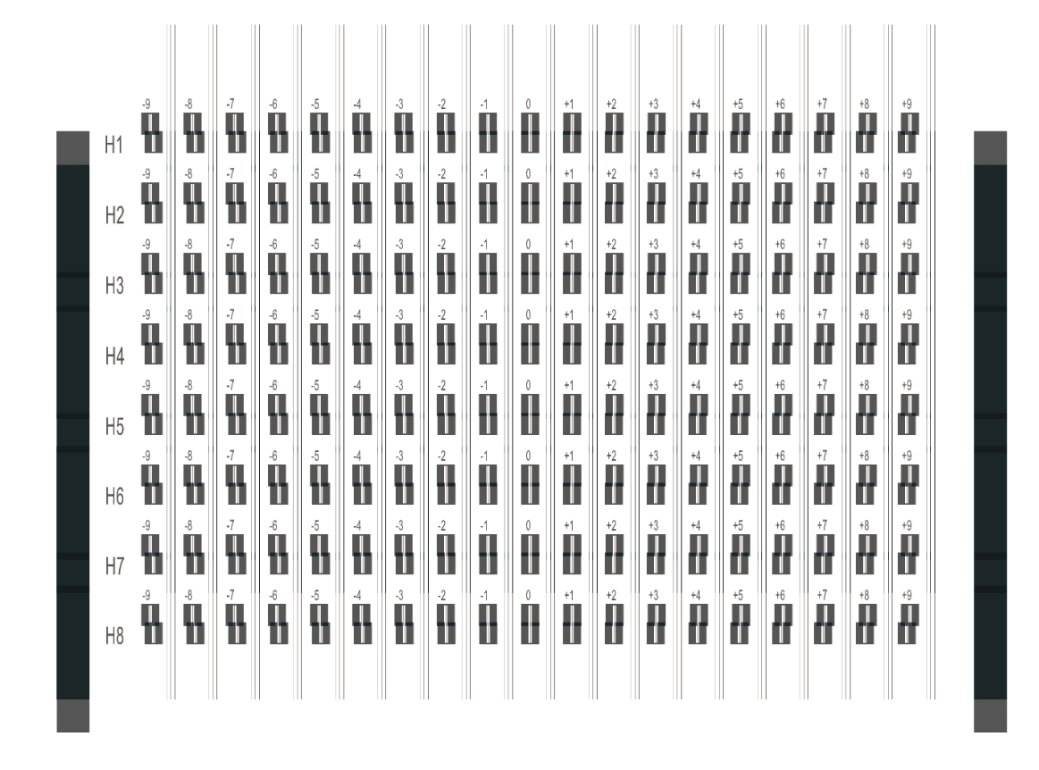 -9 -8 -7 -6 -5 -4 -3 -2 -1 0 +1 +2 +3 +4 +5 +6 +7 +8 +9
H1
-9 -8 -7 -6 -5 -4 -3 -2 -1 0 +1 +2 +3 +4 +5 +6 +7 +8 +9
H2
-9 -8 -7 -6 -5 -4 -3 -2 -1 0 +1 +2 +3 +4 +5 +6 +7 +8 +9
H3
-9 -8 -7 -6 -5 -4 -3 -2 -1 0 +1 +2 +3 +4 +5 +6 +7 +8 +9
H4
-9 -8 -7 -6 -5 -4 -3 -2 -1 0 +1 +2 +3 +4 +5 +6 +7 +8 +9
H5
-9 -8 -7 -6 -5 -4 -3 -2 -1 0 +1 +2 +3 +4 +5 +6 +7 +8 +9
H6
-9 -8 -7 -6 -5 -4 -3 -2 -1 0 +1 +2 +3 +4 +5 +6 +7 +8 +9
H7
-9 -8 -7 -6 -5 -4 -3 -2 -1 0 +1 +2 +3 +4 +5 +6 +7 +8 +9
H8